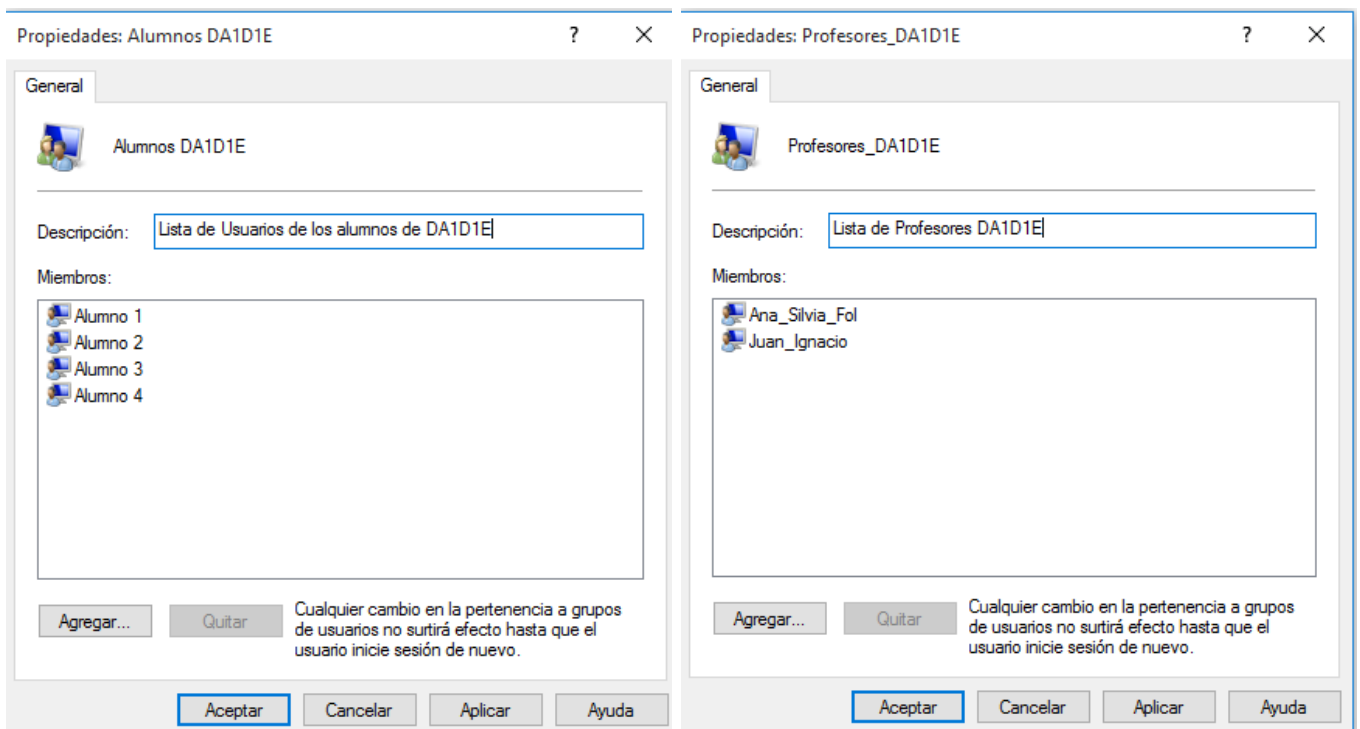 Propiedades: Alumnos DA1D1E
?
General
Alumnos DA1D1E
Descripción:
Lista de Usuarios de los alumnos de DA1D1E
Miembros:
Alumno 1
Alumno 2
Alumno 3
Alumno 4
Agregar...
Quitar
Cualquier cambio en la pertenencia a grupos
de usuarios no surtirá efecto hasta que el
usuario inicie sesión de nuevo.
Aceptar
Cancelar
Aplicar
Ayuda
Propiedades: Profesores_DA1D1E
?
General
Profesores_DA1D1E
Descripción:
Lista de Profesores DA1D1E
Miembros:
Ana_Silvia_Fol
Juan_Ignacio
Agregar...
Quitar
Cualquier cambio en la pertenencia a grupos
de usuarios no surtirá efecto hasta que el
usuario inicie sesión de nuevo.
Aceptar
Cancelar
Aplicar
Ayuda